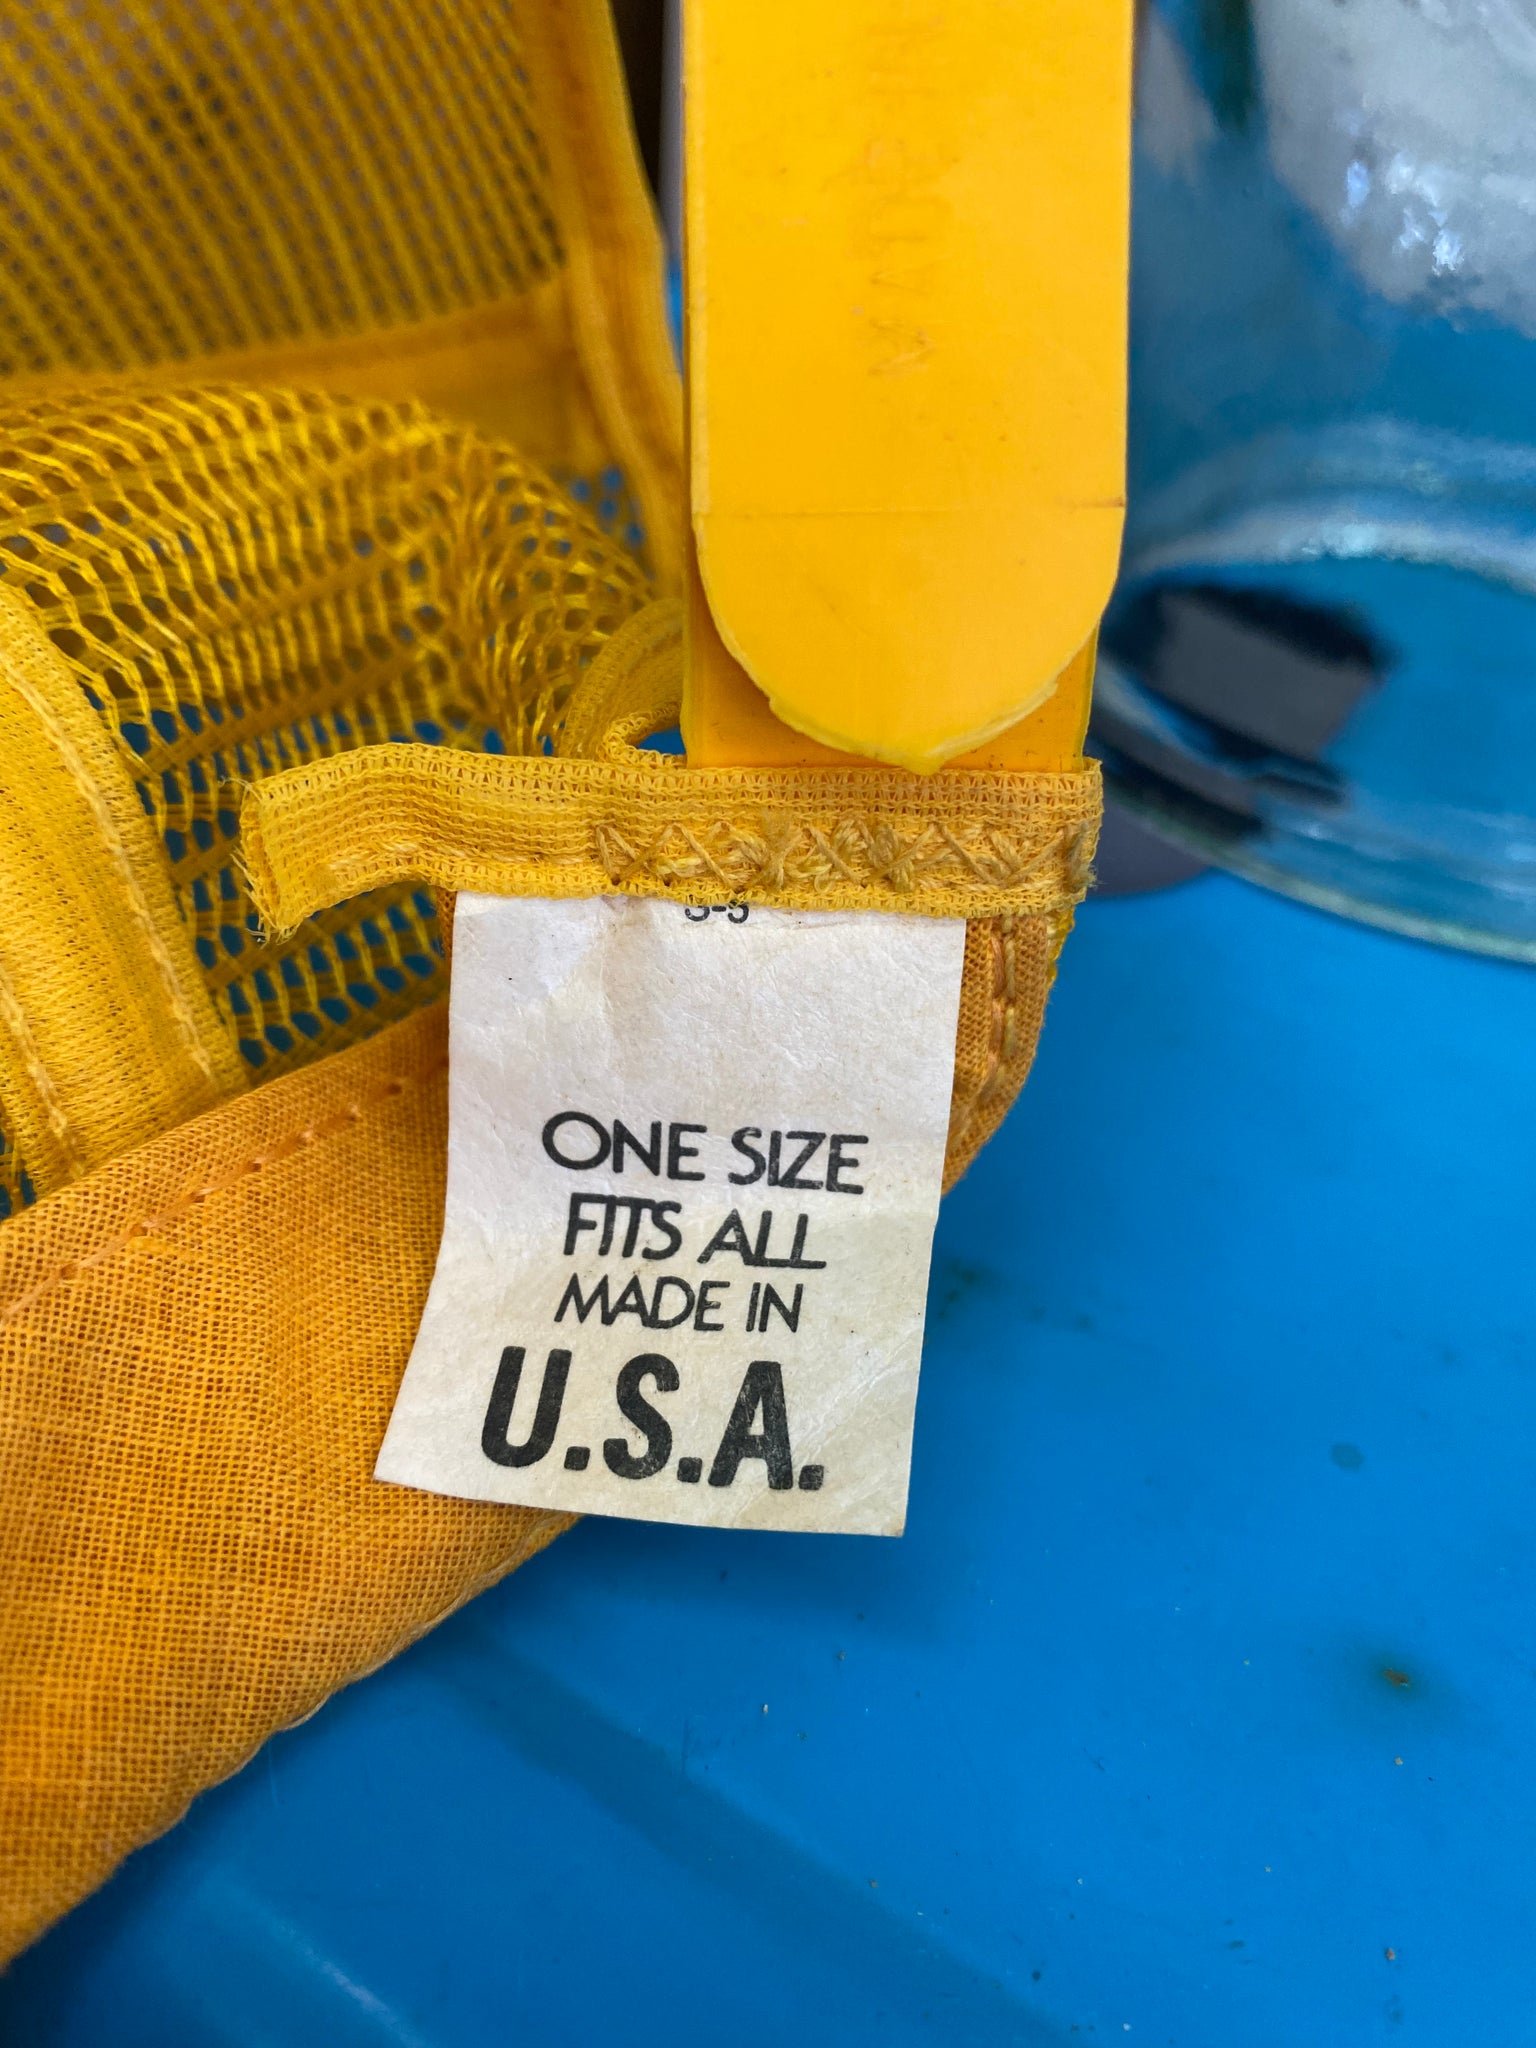 ONE SIZE
FITS ALL
MADE IN
U.S.A.